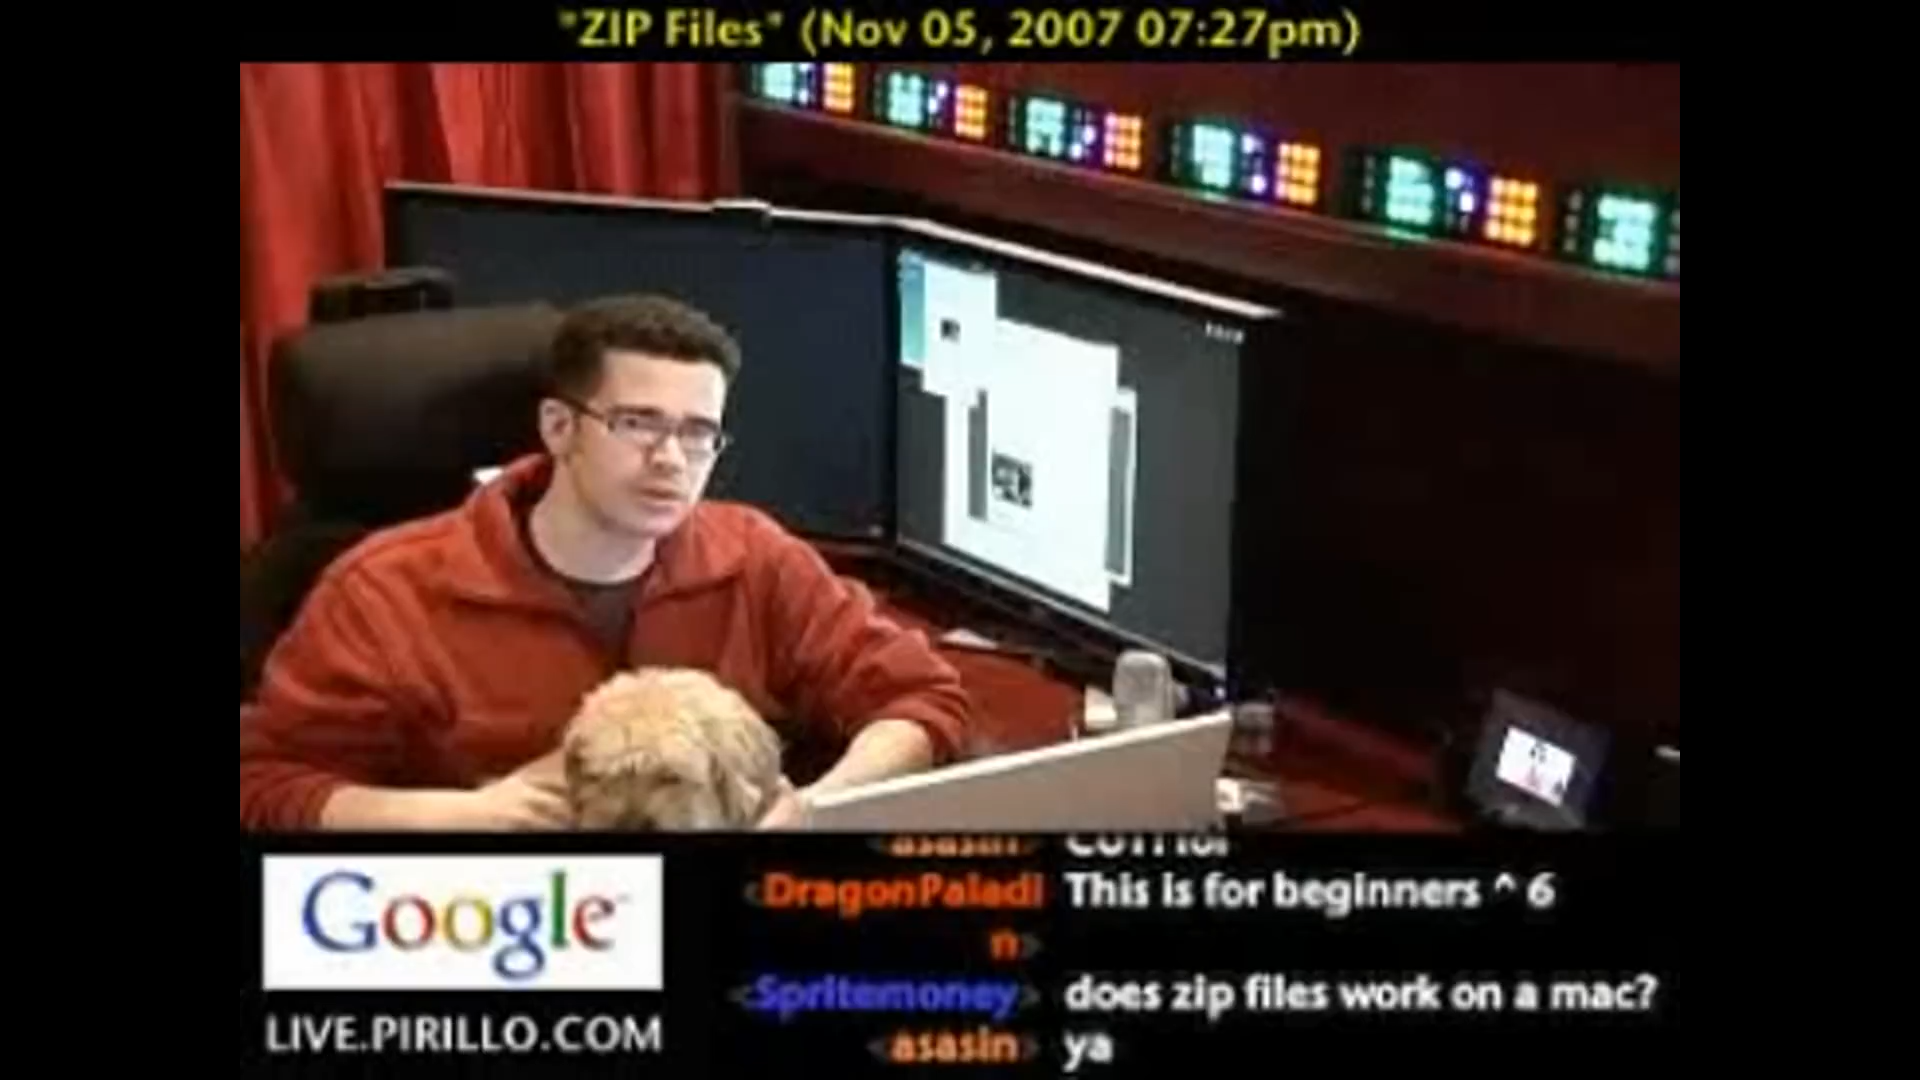 "ZIP Files" (Nov 05, 2007 07:27pm)
<DragonPaladi This is for beginners ^ 6
n>
<Spritemoney> does zip files work on a mac?
<asasin> ya
Google
LIVE.PIRILLO.COM